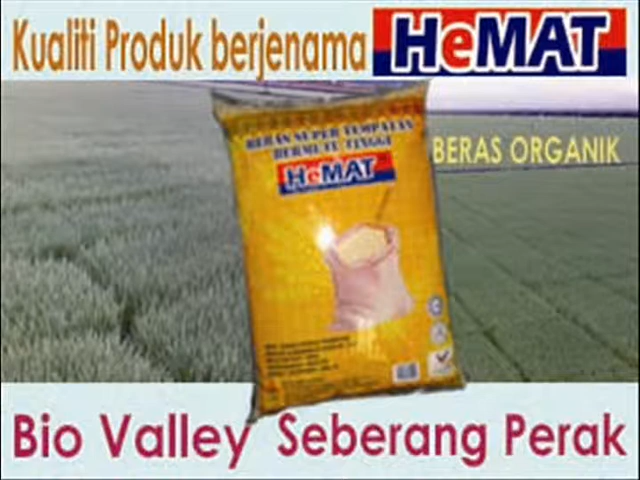 Kualiti Produk berjenama HeMAT
BERAS SUPER TEMPATAN
BERMUTU TINGGI
HeMAT
BERAS ORGANIK
Bio Valley Seberang Perak